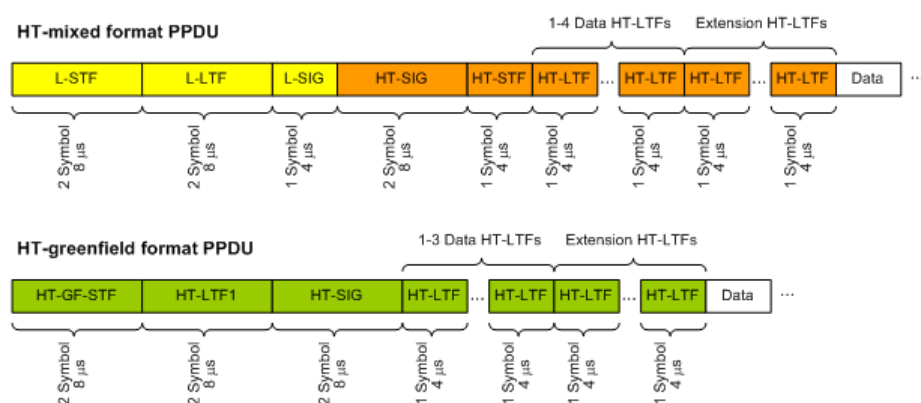 HT-mixed format PPDU
1-4 Data HT-LTFs
Extension HT-LTFs
L-STF
L-LTF
L-SIG
HT-SIG
HT-STF
HT-LTF
...
HT-LTF
HT-LTF
...
HT-LTF
Data
...
2 Symbol
8 µs
2 Symbol
8 µs
1 Symbol
4 µs
2 Symbol
8 µs
1 Symbol
4 µs
1 Symbol
4 µs
1 Symbol
4 µs
1 Symbol
4 µs
1 Symbol
4 µs
HT-greenfield format PPDU
1-3 Data HT-LTFs
Extension HT-LTFs
HT-GF-STF
HT-LTF1
HT-SIG
HT-LTF
...
HT-LTF
HT-LTF
...
HT-LTF
Data
...
2 Symbol
8 µs
2 Symbol
8 µs
2 Symbol
8 µs
1 Symbol
4 µs
1 Symbol
4 µs
1 Symbol
4 µs
1 Symbol
4 µs